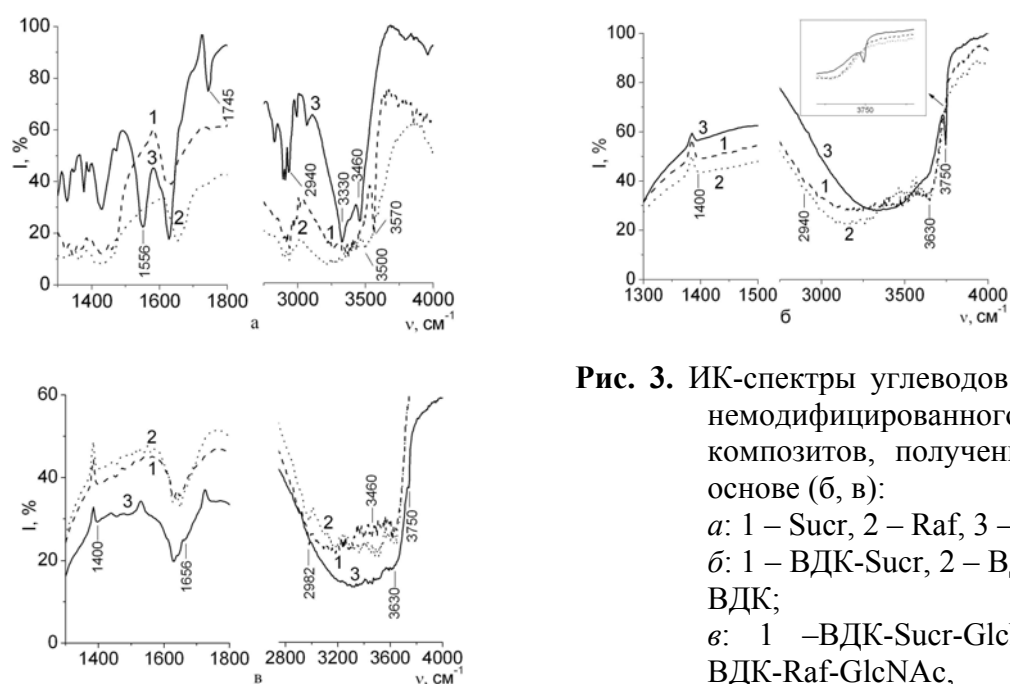 100
80
60
40
20
0
I, %
1
3
2
1556
1745
2940
3330
3460
3570
3500
3
2
1
1400 1600 1800 3000 3500 4000
а
ν, см⁻¹
100
80
60
40
20
0
I, %
3
1
2
1400
2940
3
1
2
3750
3750
3630
1300 1400 1500 3000 3500 4000
б
ν, см⁻¹
60
40
20
0
I, %
2
1
3
1400
1656
2982
2
1
3
3460
3750
3630
1400 1600 1800 2800 3200 3600 4000
в
ν, см⁻¹
Рис. 3. ИК-спектры углеводов
немодифицированного
композитов, получен
основе (б, в):
а: 1 – Sucr, 2 – Raf, 3 –
б: 1 – ВДК-Sucr, 2 – ВД
ВДК;
в: 1 –ВДК-Sucr-Glc
ВДК-Raf-GlcNAc,